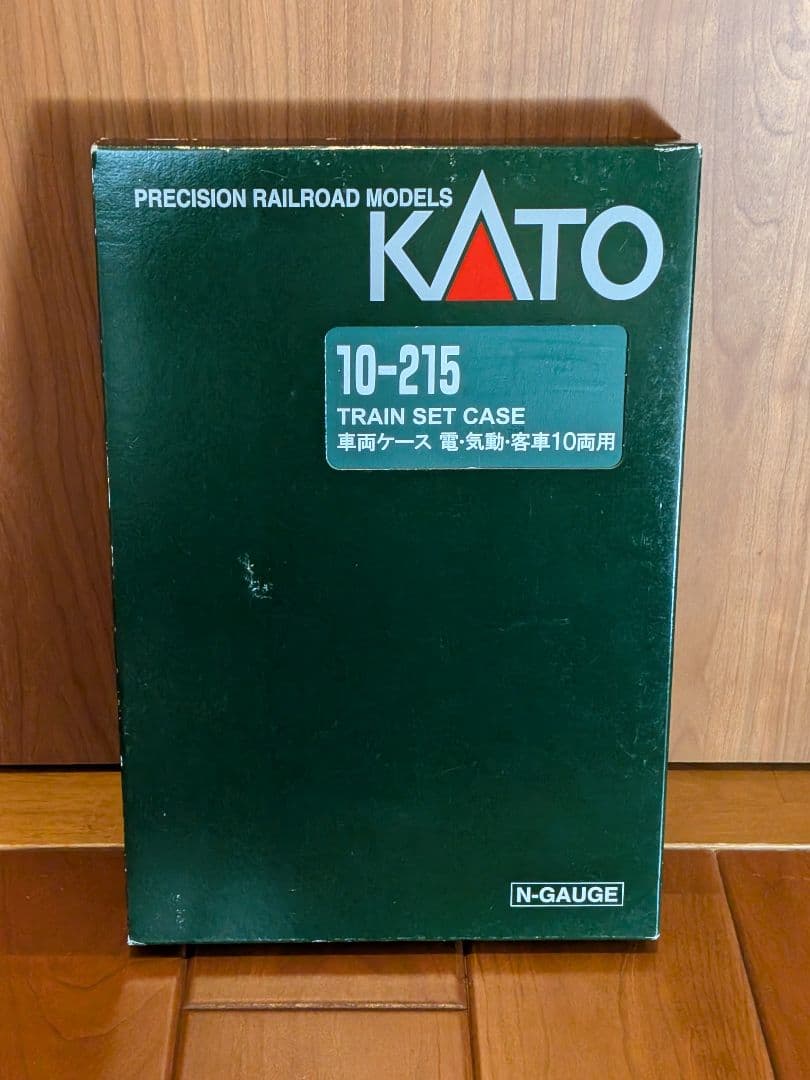 PRECISION RAILROAD MODELS
KATO
10-215
TRAIN SET CASE
車両ケース 電・気動・客車10両用
N-GAUGE